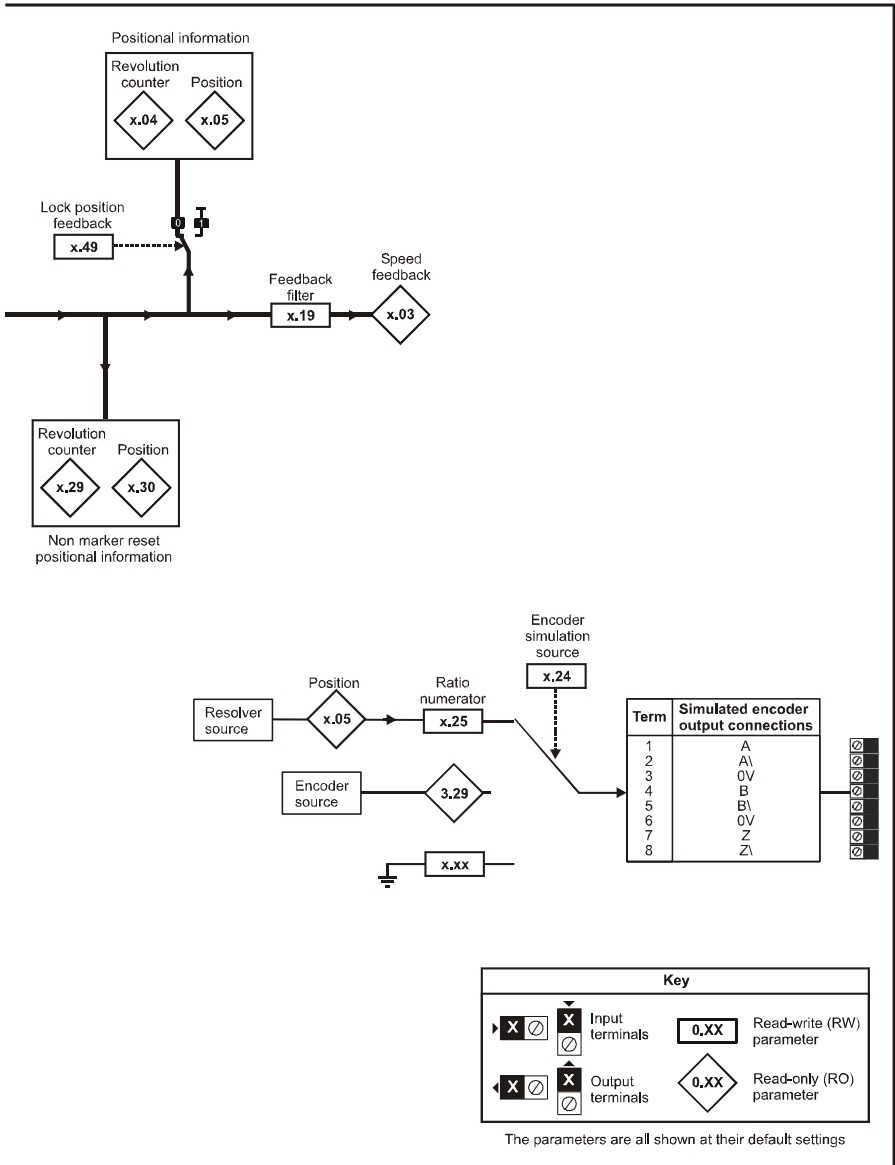 Positional information
Revolution
counter
Position
x.04
x.05
Lock position
feedback
x.49
0
1
Feedback
filter
x.19
Speed
feedback
x.03
Revolution
counter
Position
x.29
x.30
Non marker reset
positional information
Encoder
simulation
source
x.24
Resolver
source
Position
x.05
Ratio
numerator
x.25
Encoder
source
3.29
x.xx
Term Simulated encoder
output connections
1 A
2 A\
3 0V
4 B
5 B\
6 0V
7 Z
8 Z\
Key
X
X
Input
terminals
0.XX
Read-write (RW)
parameter
X
X
Output
terminals
0.XX
Read-only (RO)
parameter
The parameters are all shown at their default settings